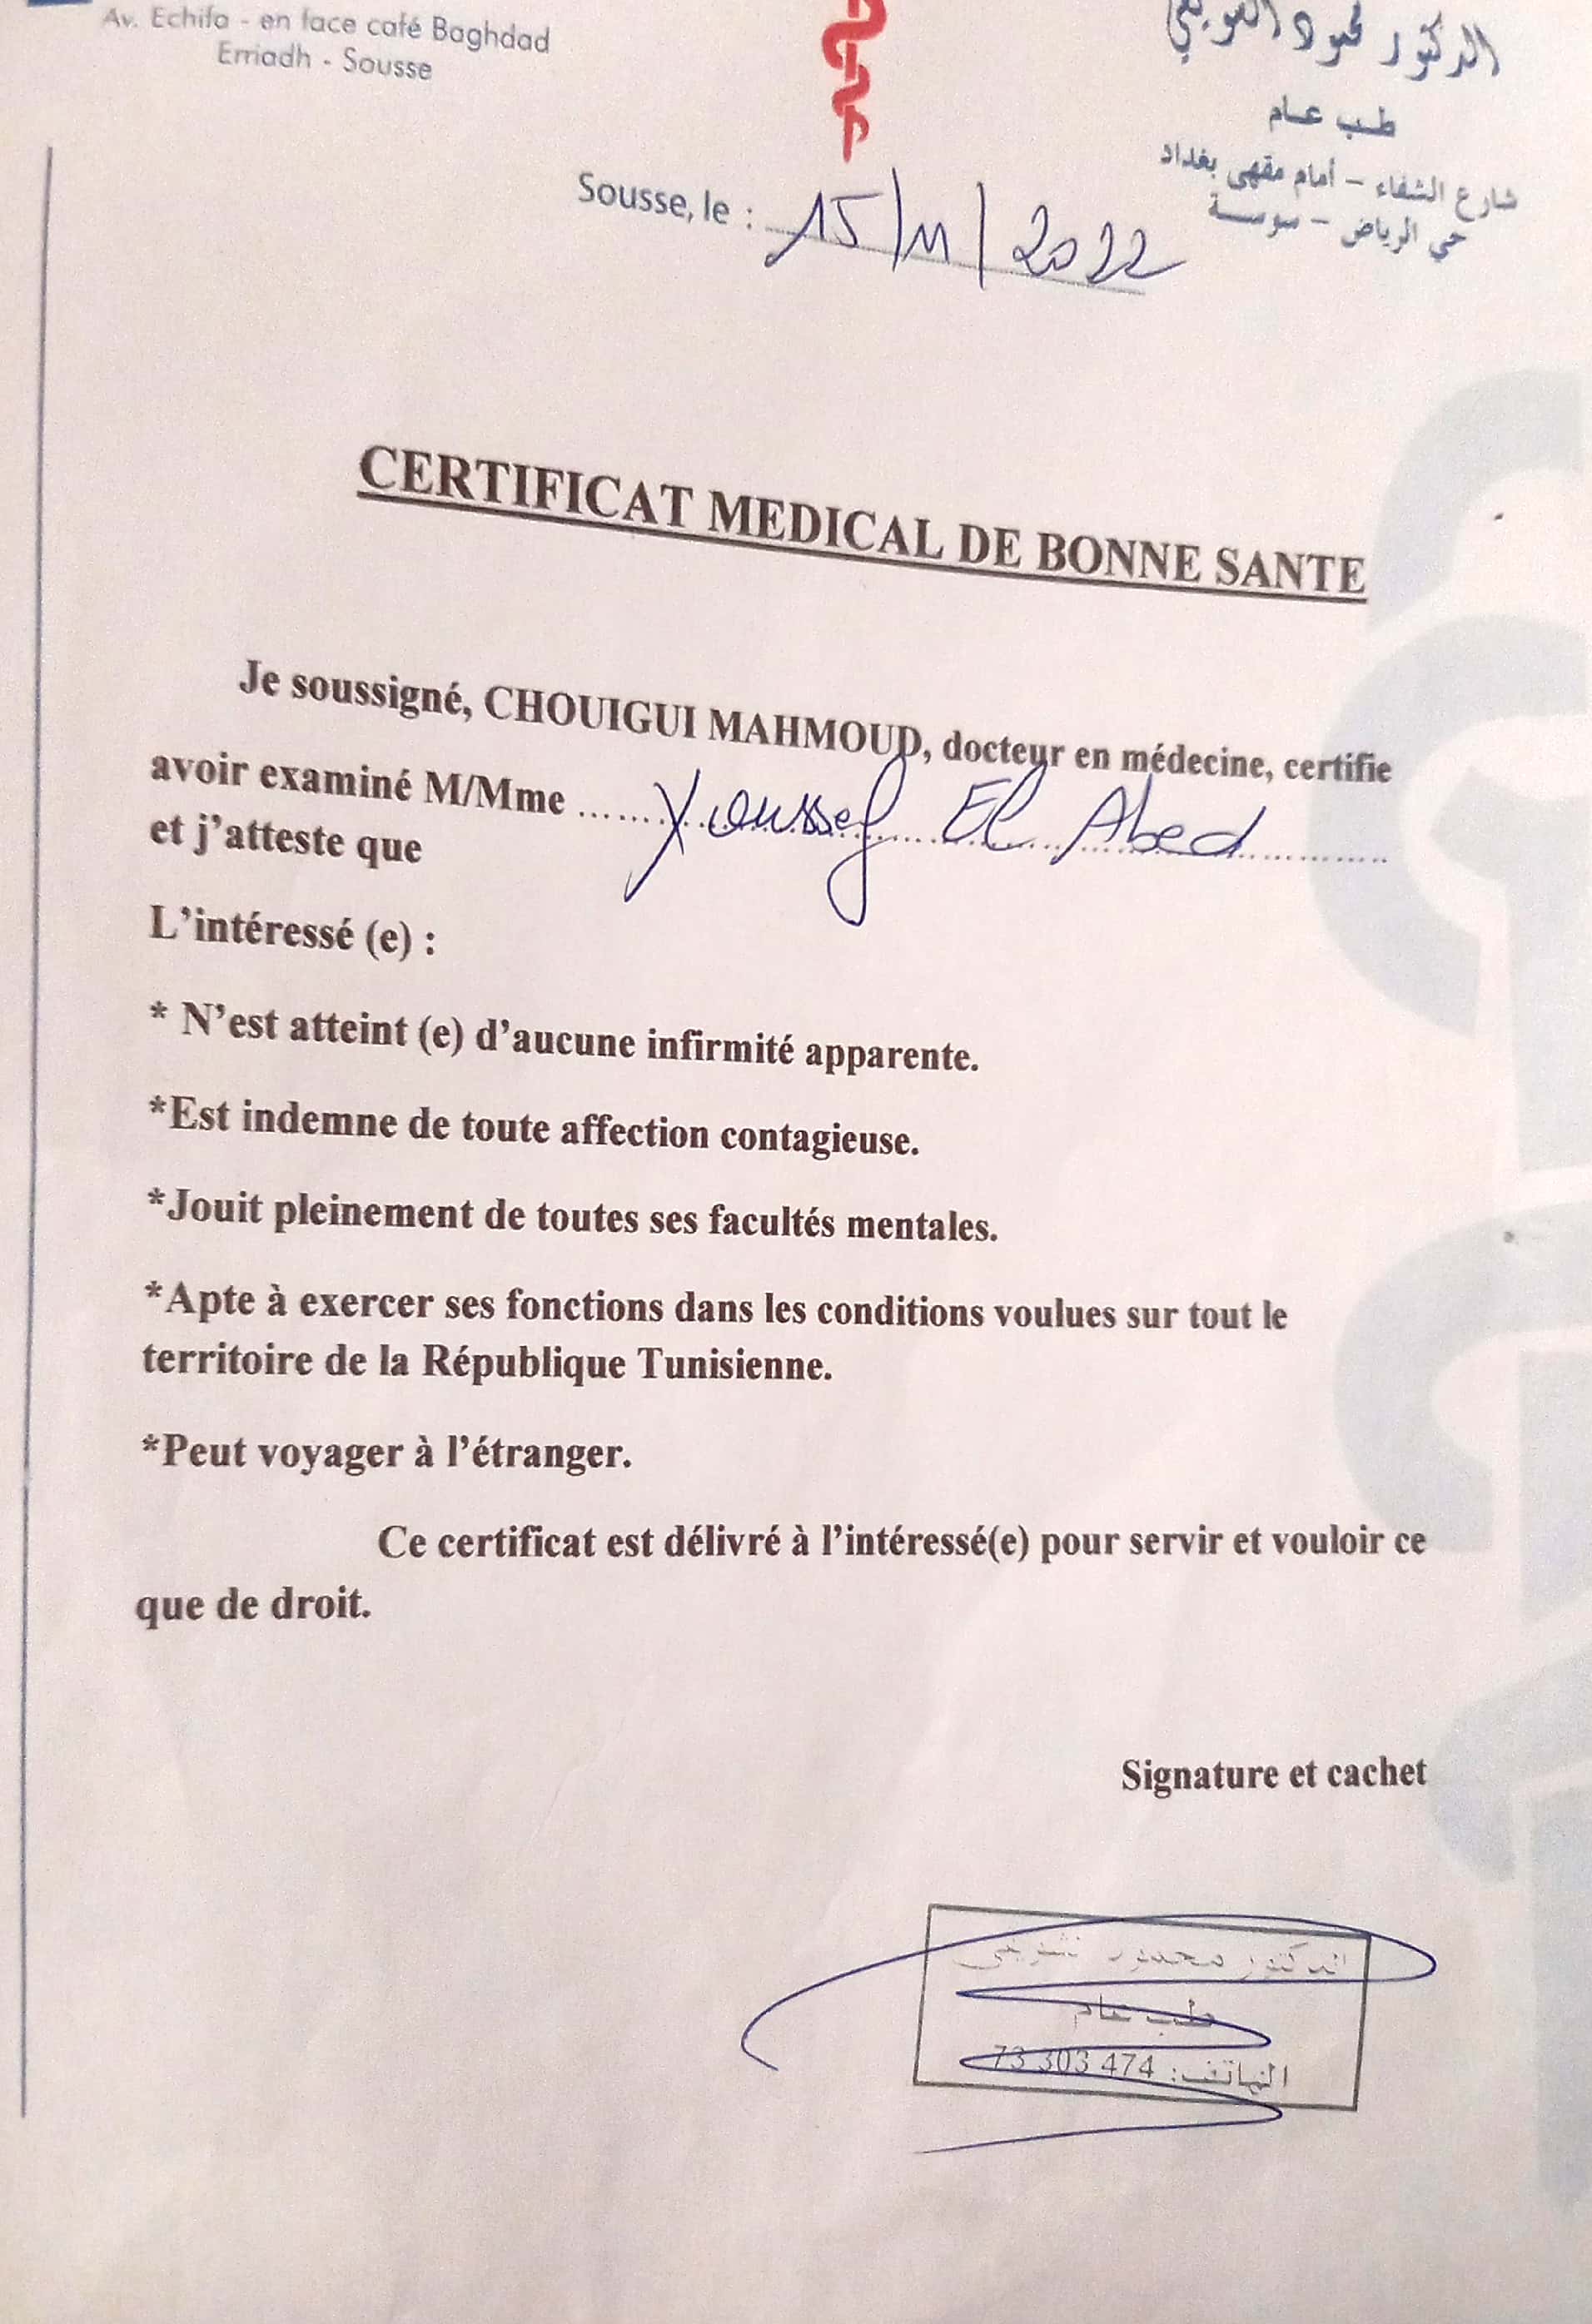 Av. Echifa - en face café Baghdad
Erriadh - Sousse
الدكتور محمود الشويقي
طب عام
شارع الشفاء – أمام مقهى بغداد
حي الرياض – سوسة
Sousse, le : 15/11/2022
CERTIFICAT MEDICAL DE BONNE SANTE
Je soussigné, CHOUIGUI MAHMOUD, docteur en médecine, certifie
avoir examiné M/Mme ...... Youssef El Abed ......
et j'atteste que
L'intéressé (e) :
* N'est atteint (e) d'aucune infirmité apparente.
*Est indemne de toute affection contagieuse.
*Jouit pleinement de toutes ses facultés mentales.
*Apte à exercer ses fonctions dans les conditions voulues sur tout le
territoire de la République Tunisienne.
*Peut voyager à l'étranger.
Ce certificat est délivré à l'intéressé(e) pour servir et vouloir ce
que de droit.
Signature et cachet
الدكتور محمود شويقي
طب عام
الهاتف: 73 303 474